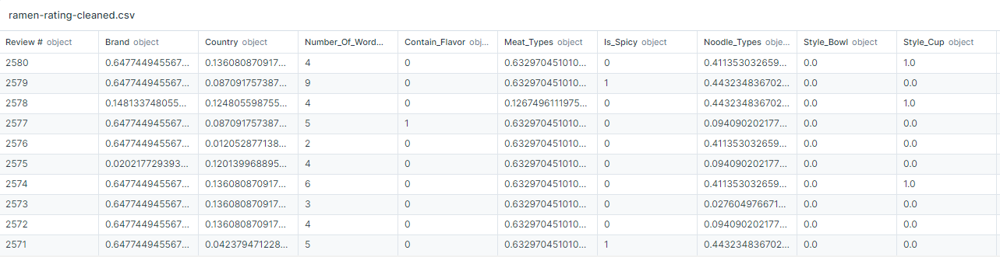 ramen-rating-cleaned.csv
Review # object Brand object Country object Number_Of_Word... Contain_Flavor obj... Meat_Types object Is_Spicy object Noodle_Types obje... Style_Bowl object Style_Cup object
2580 0.647744945567... 0.136080870917... 4 0 0.632970451010... 0 0.411353032659... 0.0 1.0
2579 0.647744945567... 0.087091757387... 9 0 0.632970451010... 1 0.443234836702... 0.0 0.0
2578 0.148133748055... 0.124805598755... 4 0 0.1267496111975... 0 0.443234836702... 0.0 1.0
2577 0.647744945567... 0.087091757387... 5 1 0.632970451010... 0 0.094090202177... 0.0 0.0
2576 0.647744945567... 0.012052877138... 2 0 0.632970451010... 0 0.411353032659... 0.0 0.0
2575 0.020217729393... 0.120139968895... 4 0 0.632970451010... 0 0.094090202177... 0.0 0.0
2574 0.647744945567... 0.136080870917... 6 0 0.632970451010... 0 0.411353032659... 0.0 1.0
2573 0.647744945567... 0.136080870917... 3 0 0.632970451010... 0 0.027604976671... 0.0 0.0
2572 0.647744945567... 0.136080870917... 4 0 0.632970451010... 0 0.094090202177... 0.0 0.0
2571 0.647744945567... 0.042379471228... 5 0 0.632970451010... 1 0.443234836702... 0.0 0.0